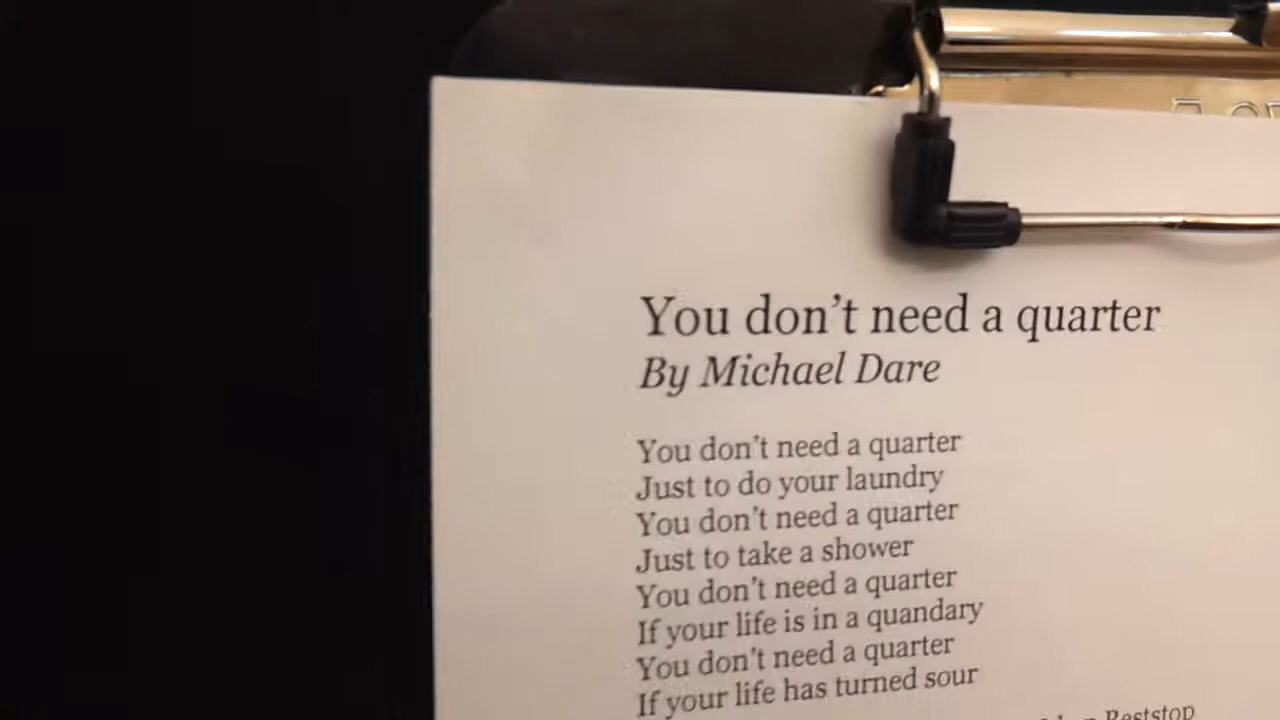 You don't need a quarter
By Michael Dare
You don't need a quarter
Just to do your laundry
You don't need a quarter
Just to take a shower
You don't need a quarter
If your life is in a quandary
You don't need a quarter
If your life has turned sour
Reststop